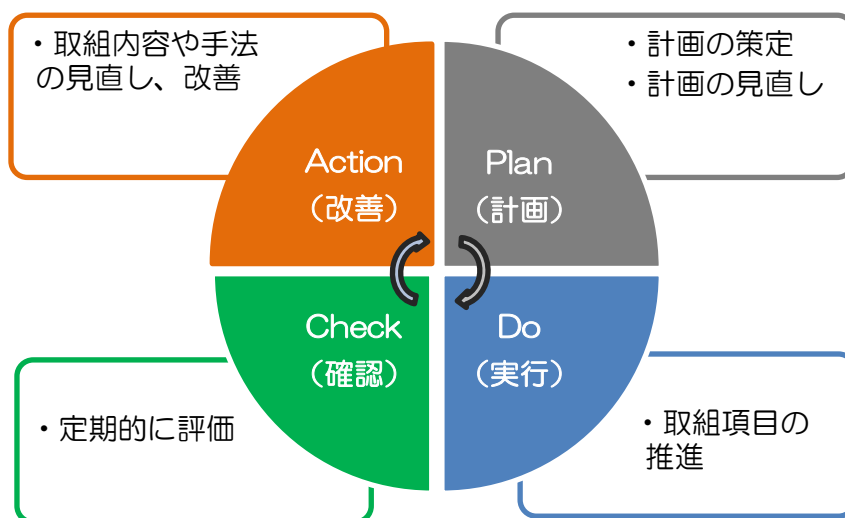 ・取組内容や手法
の見直し、改善
・計画の策定
・計画の見直し
Action
（改善）
Plan
（計画）
Check
（確認）
Do
（実行）
・定期的に評価
・取組項目の
推進